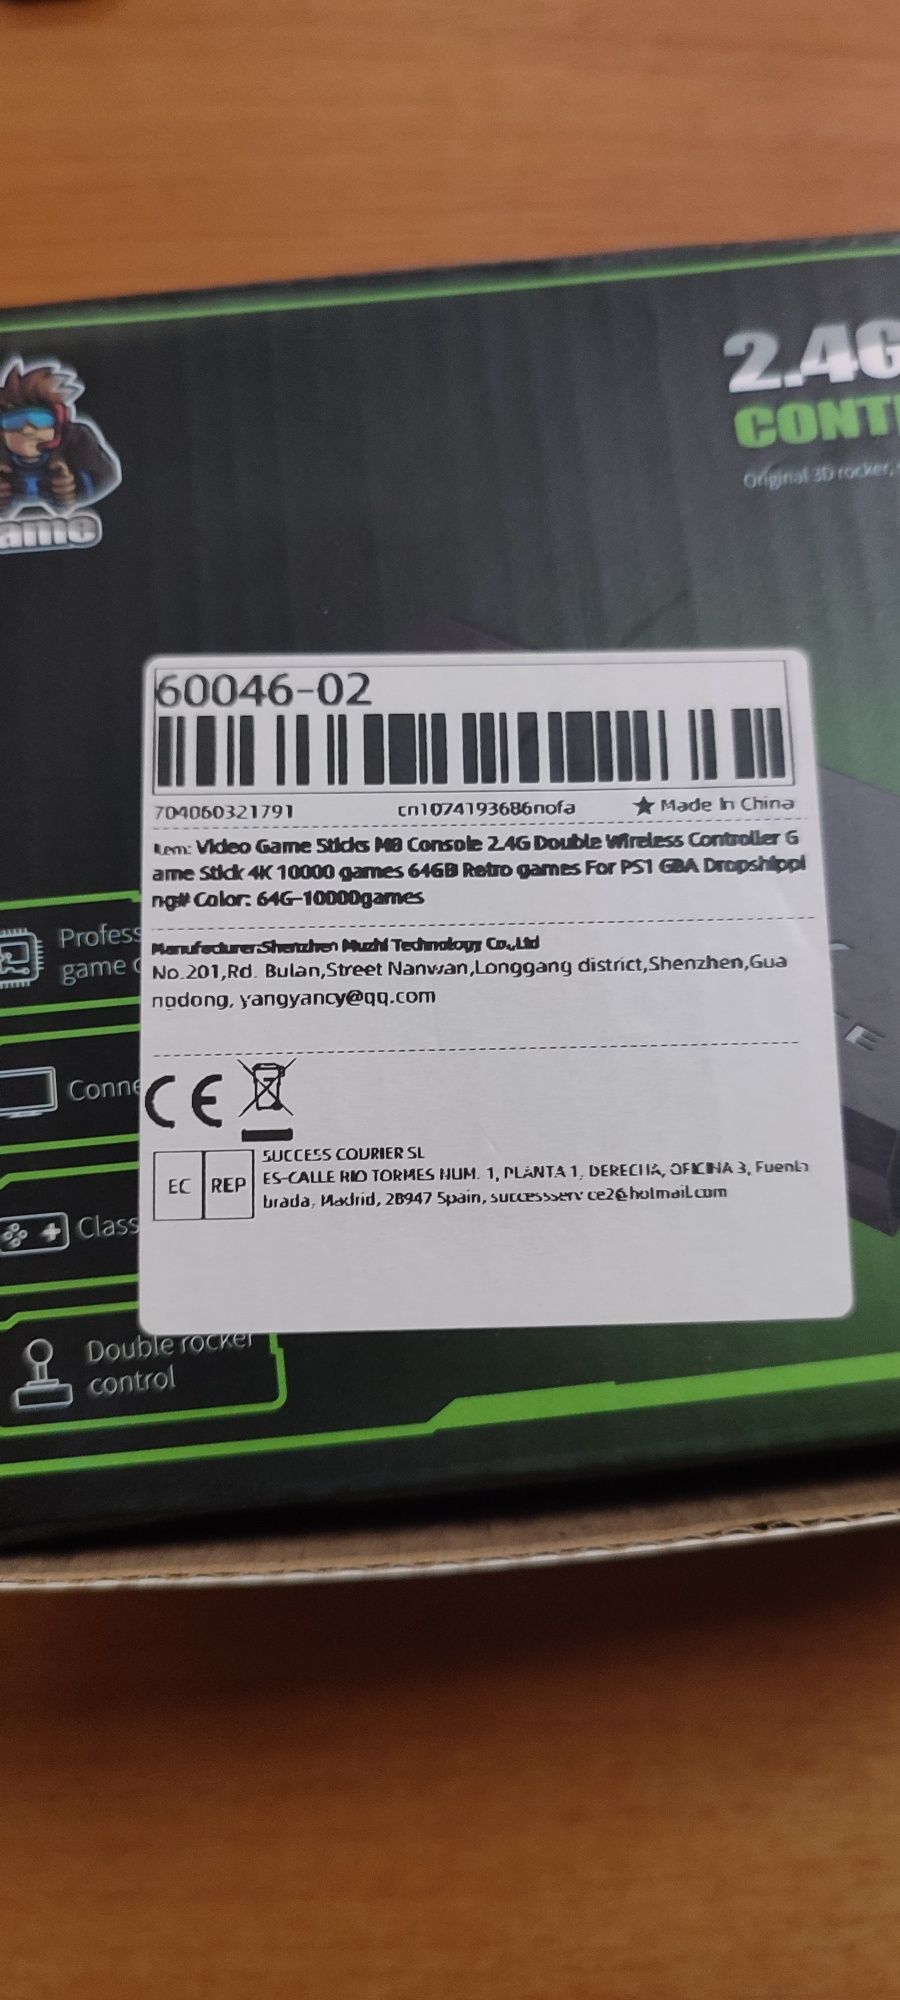 2.4G
CONT
Original 3D rocker,
ame
60046-02
704060321791 cn1074193686nofa ★ Made In China
Item: Video Game Sticks M8 Console 2.4G Double Wireless Controller G
ame Stick 4K 10000 games 64GB Retro games For PS1 GBA Dropshippi
ng# Color: 64G-10000games
Manufacturer:Shenzhen Muzhi Technology Co.,Ltd
No.201,Rd. Bulan,Street Nanwan,Longgang district,Shenzhen,Gua
ngdong, yangyancy@qq.com
CE
EC REP
SUCCESS COURIER SL
ES-CALLE RIO TORMES NUM. 1, PLANTA 1, DERECHA, OFICINA 3, Fuenla
brada, Madrid, 28947 Spain, successservice2@hotmail.com
Profess
game
Conne
Class
Double rocker
control